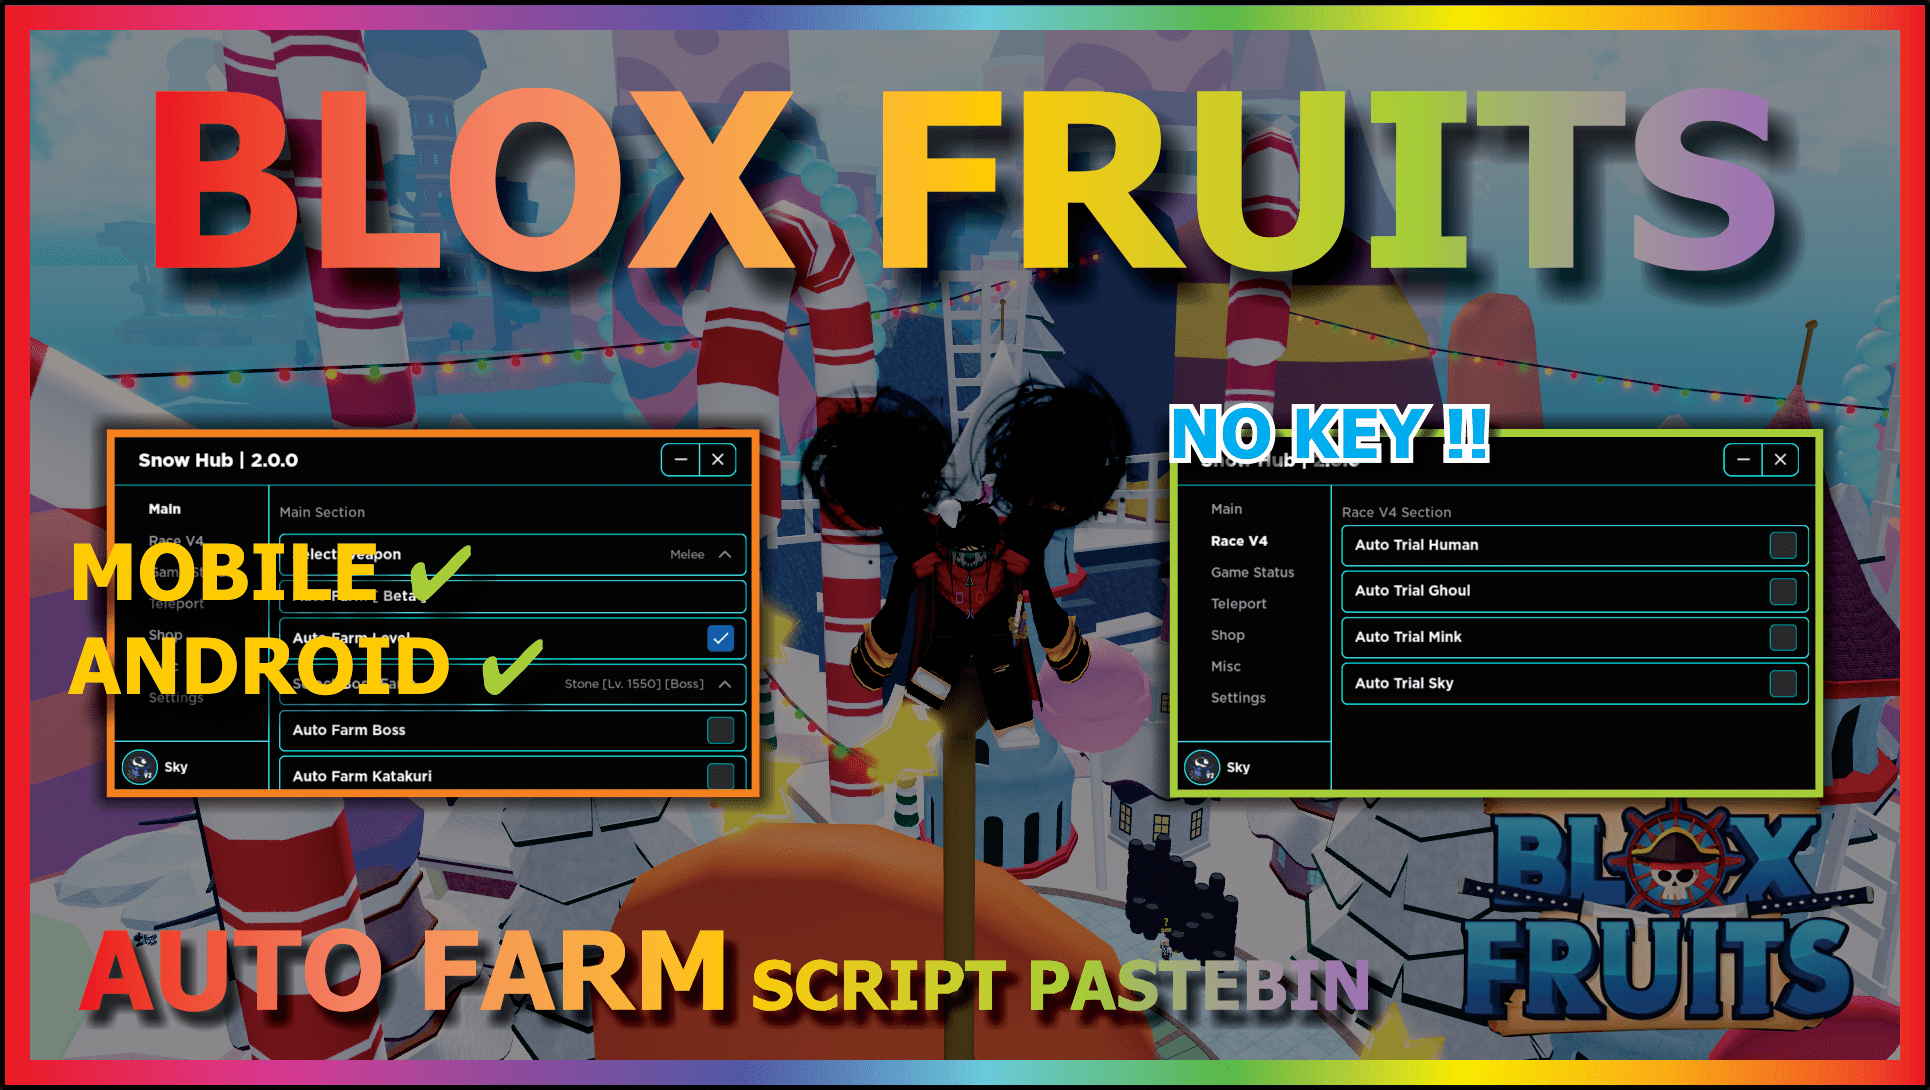 BLOX FRUITS
NO KEY !!
Snow Hub | 2.0.0
Main
Race V4
Teleport
Shop
Settings
Sky
Main Section
Select Weapon
Melee
Auto Farm [ Beta ]
Auto Farm Level
Stone [Lv. 1550] [Boss]
Auto Farm Boss
Auto Farm Katakuri
MOBILE ✔
ANDROID ✔
Snow Hub | 2.0.0
Main
Race V4
Game Status
Teleport
Shop
Misc
Settings
Sky
Race V4 Section
Auto Trial Human
Auto Trial Ghoul
Auto Trial Mink
Auto Trial Sky
AUTO FARM SCRIPT PASTEBIN
BLOX
FRUITS